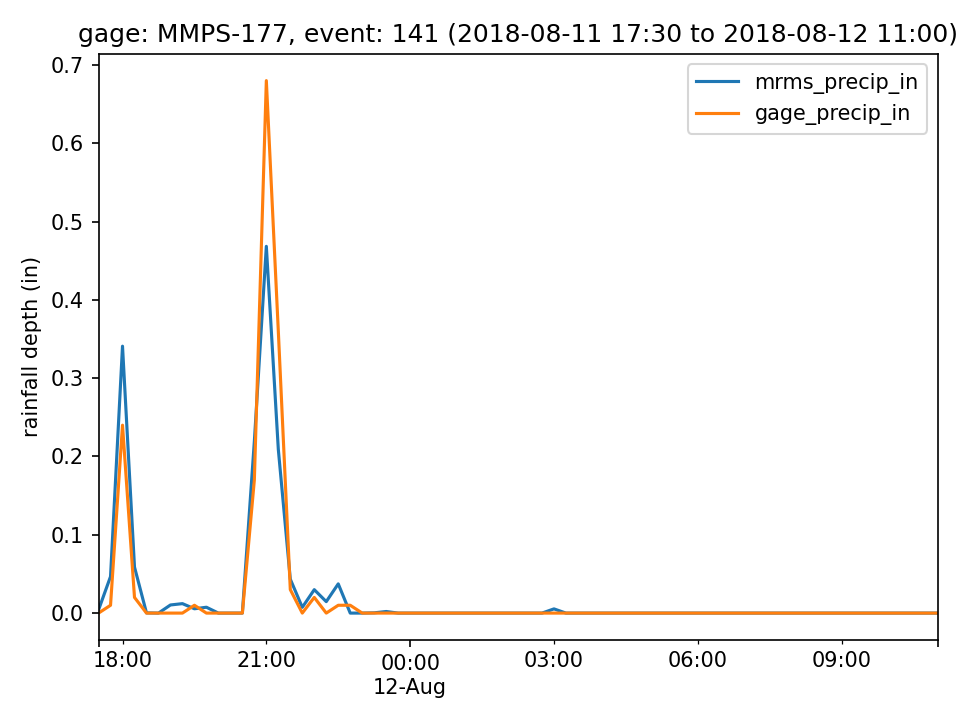 gage: MMPS-177, event: 141 (2018-08-11 17:30 to 2018-08-12 11:00)
mrms_precip_in
gage_precip_in
rainfall depth (in)
0.7
0.6
0.5
0.4
0.3
0.2
0.1
0.0
18:00
21:00
00:00
12-Aug
03:00
06:00
09:00